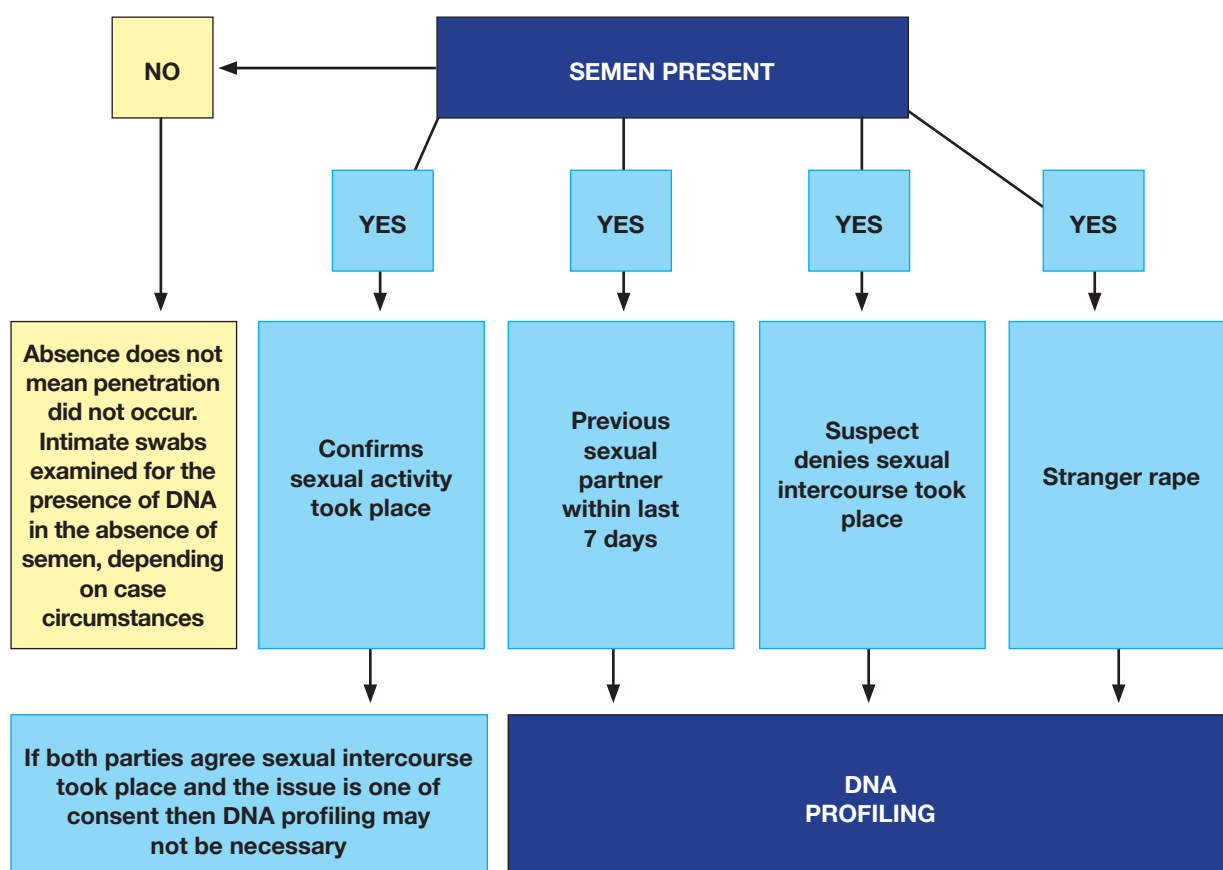 NO
SEMEN PRESENT
YES
YES
YES
YES
Absence does not
mean penetration
did not occur.
Intimate swabs
examined for the
presence of DNA
in the absence of
semen, depending
on case
circumstances
Confirms
sexual activity
took place
Previous
sexual
partner
within last
7 days
Suspect
denies sexual
intercourse took
place
Stranger rape
If both parties agree sexual intercourse
took place and the issue is one of
consent then DNA profiling may
not be necessary
DNA
PROFILING